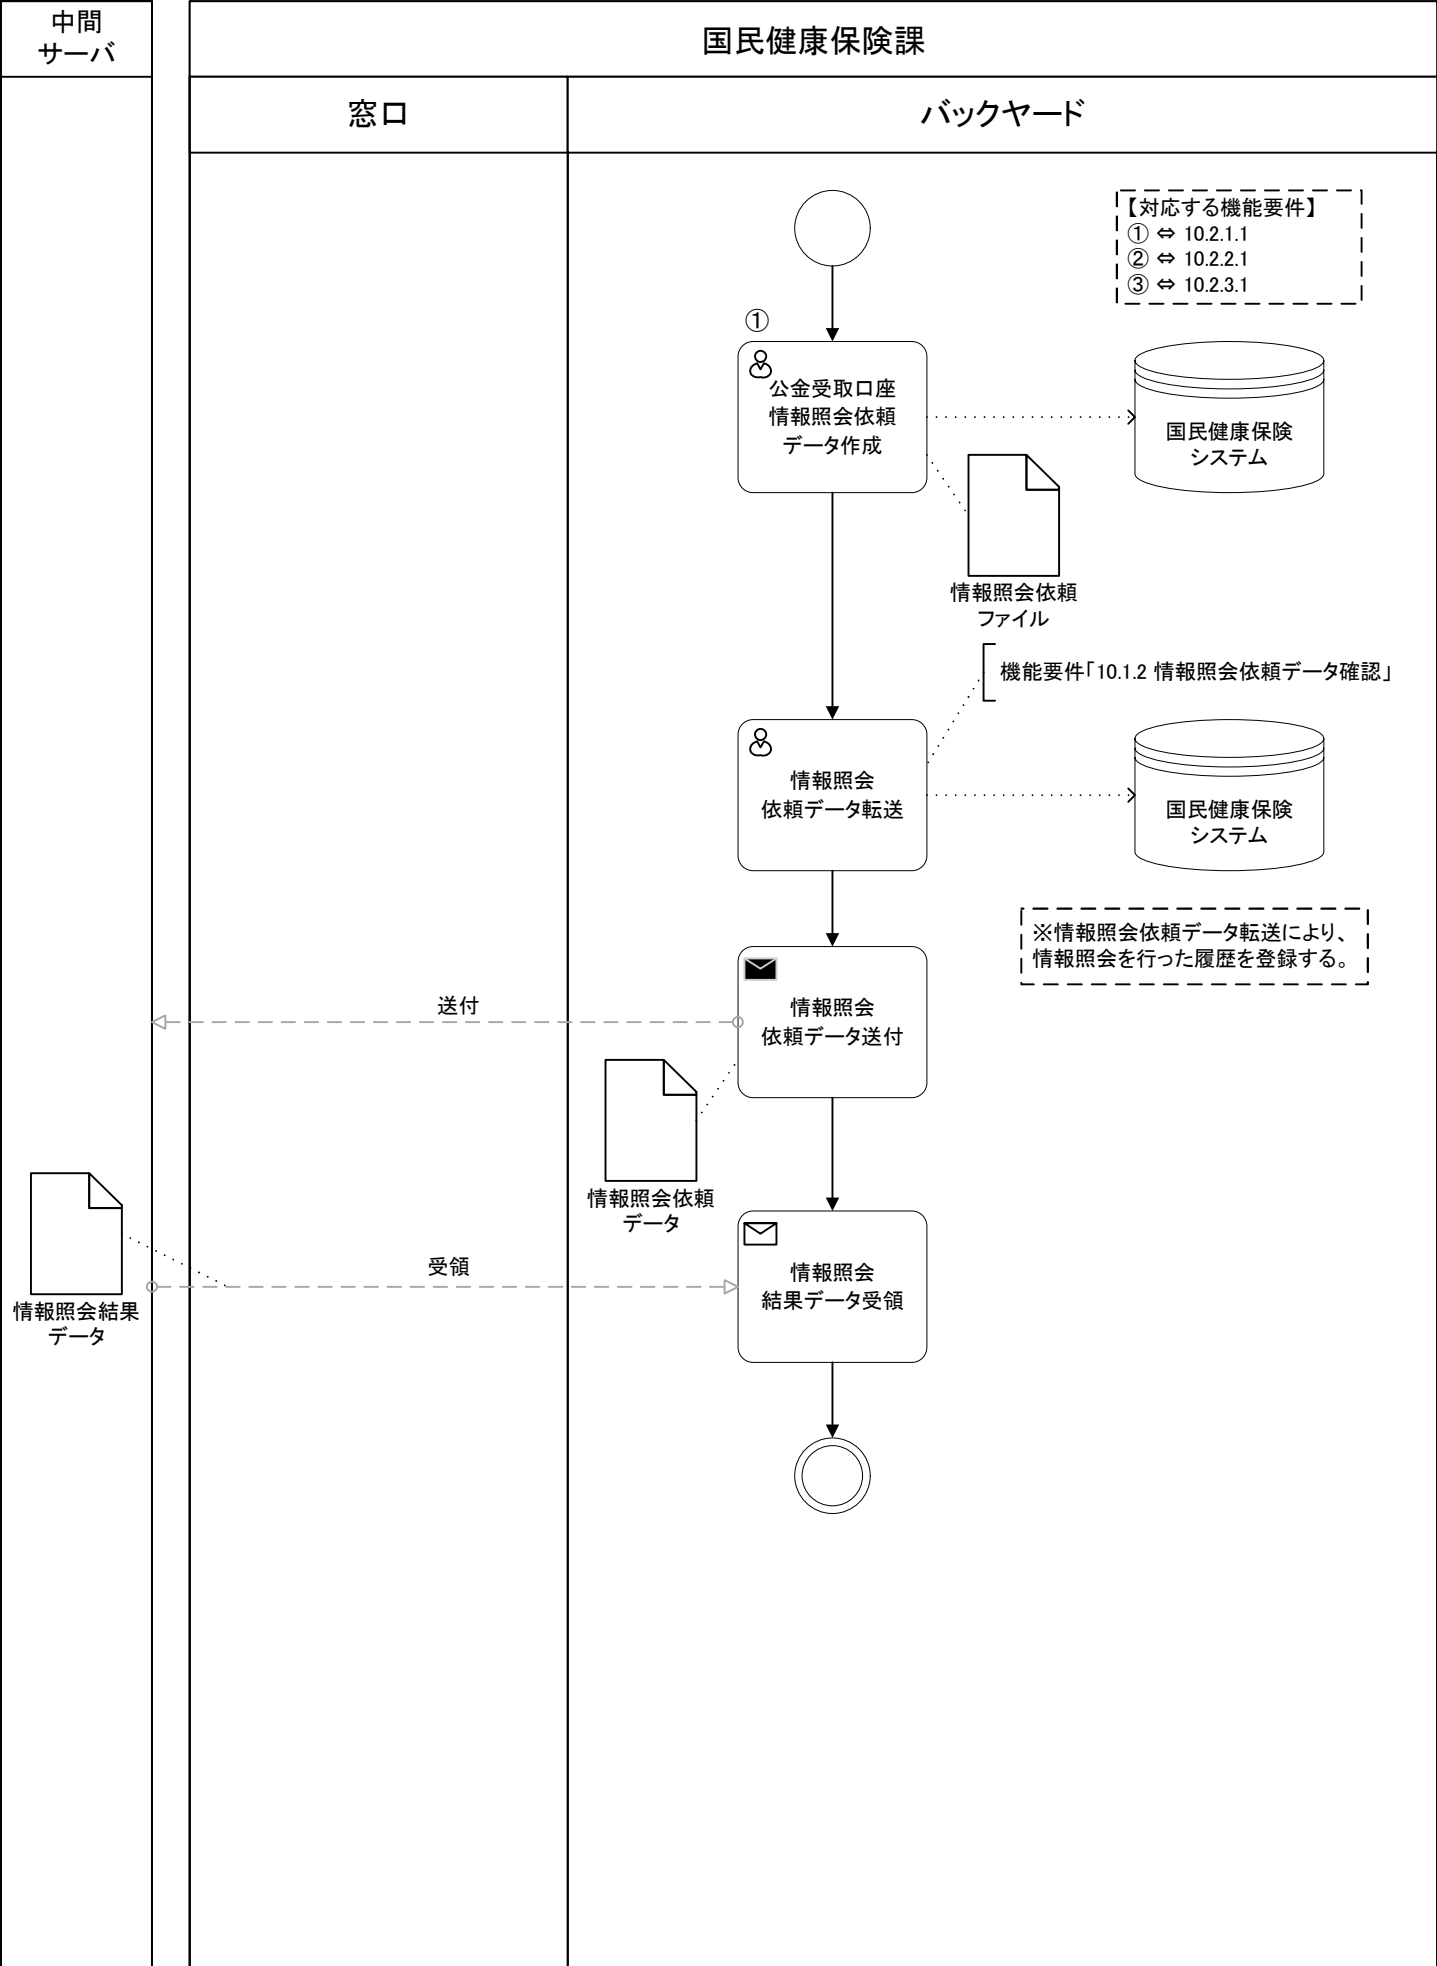 中間
サーバ
国民健康保険課
窓口
バックヤード
【対応する機能要件】
① ⇔ 10.2.1.1
② ⇔ 10.2.2.1
③ ⇔ 10.2.3.1
①
公金受取口座
情報照会依頼
データ作成
国民健康保険
システム
情報照会依頼
ファイル
機能要件「10.1.2 情報照会依頼データ確認」
情報照会
依頼データ転送
国民健康保険
システム
※情報照会依頼データ転送により、
情報照会を行った履歴を登録する。
送付
情報照会
依頼データ送付
情報照会依頼
データ
受領
情報照会
結果データ受領
情報照会結果
データ